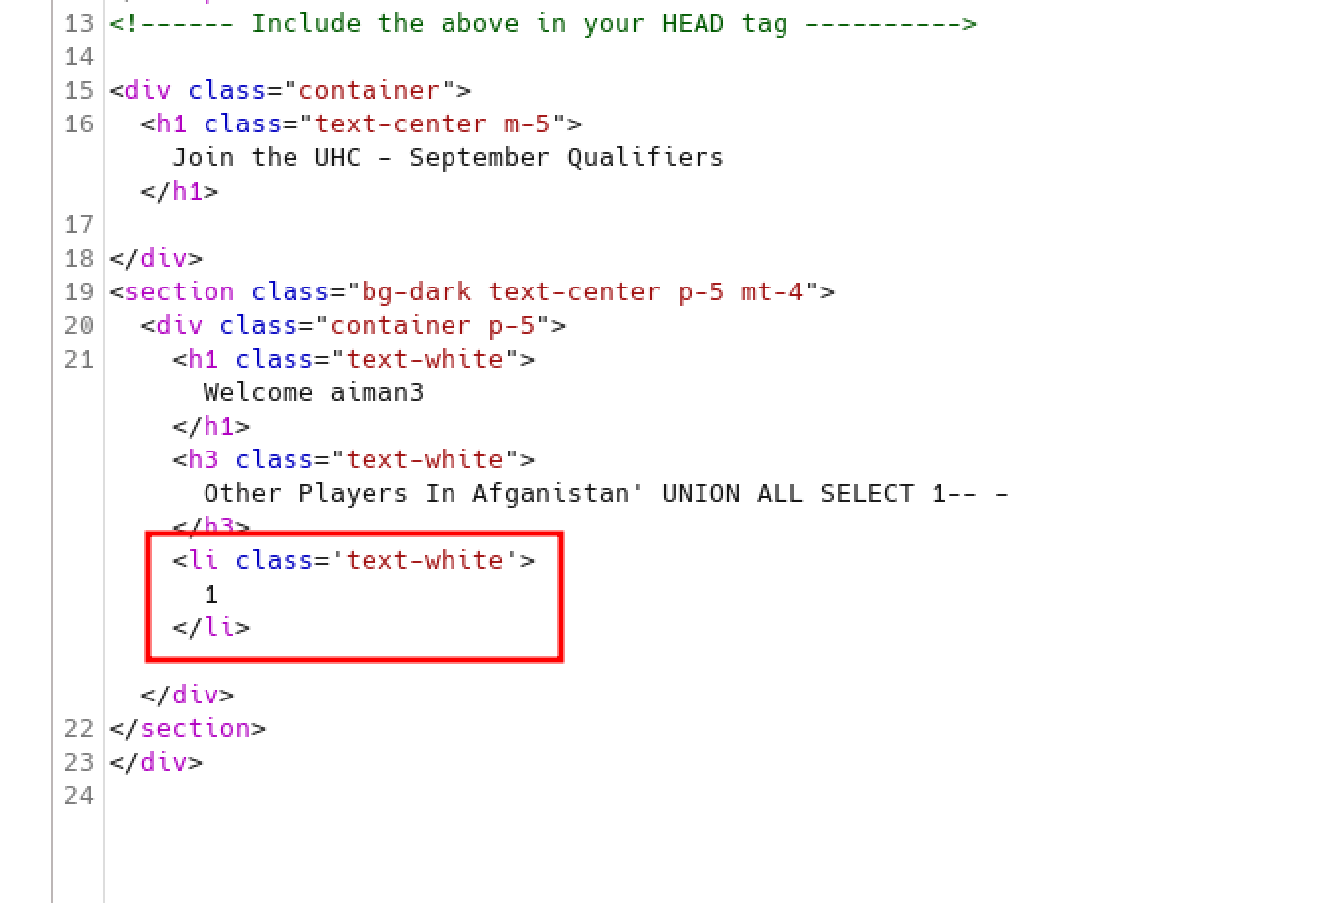 13 <!------ Include the above in your HEAD tag ---------->
14
15 <div class="container">
16 <h1 class="text-center m-5">
Join the UHC - September Qualifiers
</h1>
17
18 </div>
19 <section class="bg-dark text-center p-5 mt-4">
20 <div class="container p-5">
21 <h1 class="text-white">
Welcome aiman3
</h1>
<h3 class="text-white">
Other Players In Afganistan' UNION ALL SELECT 1-- -
</h3>
<li class='text-white'>
1
</li>
</div>
22 </section>
23 </div>
24